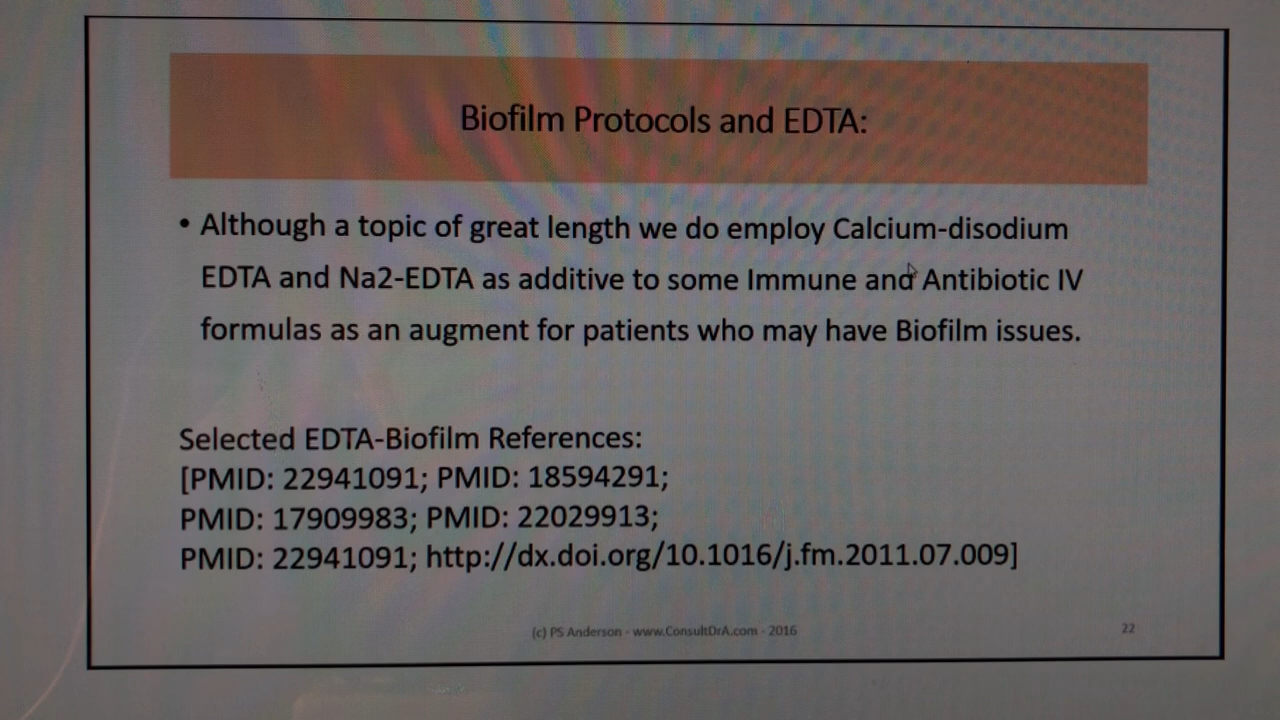 Biofilm Protocols and EDTA:
• Although a topic of great length we do employ Calcium-disodium
EDTA and Na2-EDTA as additive to some Immune and Antibiotic IV
formulas as an augment for patients who may have Biofilm issues.
Selected EDTA-Biofilm References:
[PMID: 22941091; PMID: 18594291;
PMID: 17909983; PMID: 22029913;
PMID: 22941091; http://dx.doi.org/10.1016/j.fm.2011.07.009]
(c) PS Anderson - www.ConsultDrA.com - 2016
22